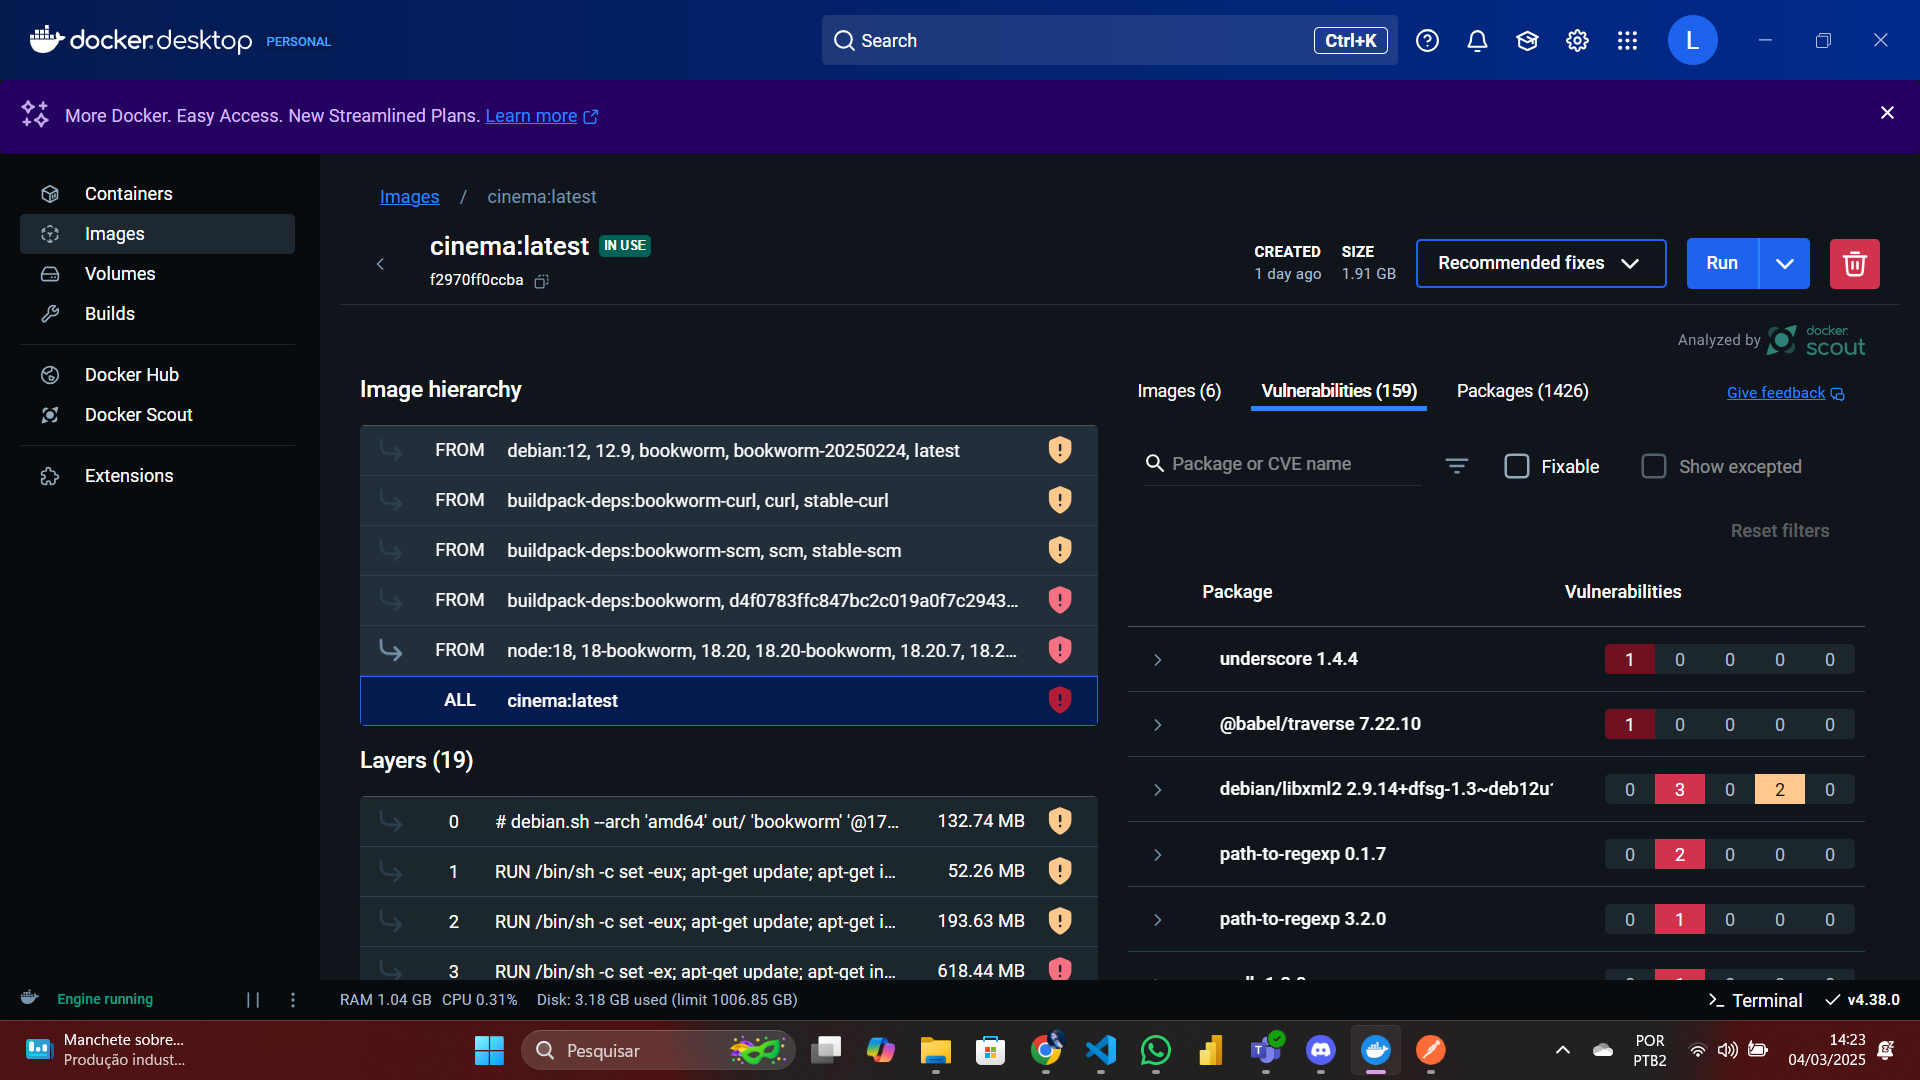 docker.desktop PERSONAL
Search Ctrl+K
L
More Docker. Easy Access. New Streamlined Plans. Learn more
Containers
Images
Volumes
Builds
Docker Hub
Docker Scout
Extensions
Images / cinema:latest
cinema:latest IN USE
f2970ff0ccba
CREATED
1 day ago
SIZE
1.91 GB
Recommended fixes
Run
Analyzed by docker scout
Image hierarchy
FROM debian:12, 12.9, bookworm, bookworm-20250224, latest
FROM buildpack-deps:bookworm-curl, curl, stable-curl
FROM buildpack-deps:bookworm-scm, scm, stable-scm
FROM buildpack-deps:bookworm, d4f0783ffc847bc2c019a0f7c2943...
FROM node:18, 18-bookworm, 18.20, 18.20-bookworm, 18.20.7, 18.2...
ALL cinema:latest
Layers (19)
0 # debian.sh --arch 'amd64' out/ 'bookworm' '@17... 132.74 MB
1 RUN /bin/sh -c set -eux; apt-get update; apt-get i... 52.26 MB
2 RUN /bin/sh -c set -eux; apt-get update; apt-get i... 193.63 MB
3 RUN /bin/sh -c set -ex; apt-get update; apt-get in... 618.44 MB
Images (6) Vulnerabilities (159) Packages (1426) Give feedback
Package or CVE name Fixable Show excepted
Reset filters
Package Vulnerabilities
underscore 1.4.4 1 0 0 0 0
@babel/traverse 7.22.10 1 0 0 0 0
debian/libxml2 2.9.14+dfsg-1.3~deb12u 0 3 0 2 0
path-to-regexp 0.1.7 0 2 0 0 0
path-to-regexp 3.2.0 0 1 0 0 0
Engine running
RAM 1.04 GB CPU 0.31% Disk: 3.18 GB used (limit 1006.85 GB)
Terminal v4.38.0
Manchete sobre...
Produção indust...
Pesquisar
POR
PTB2
14:23
04/03/2025